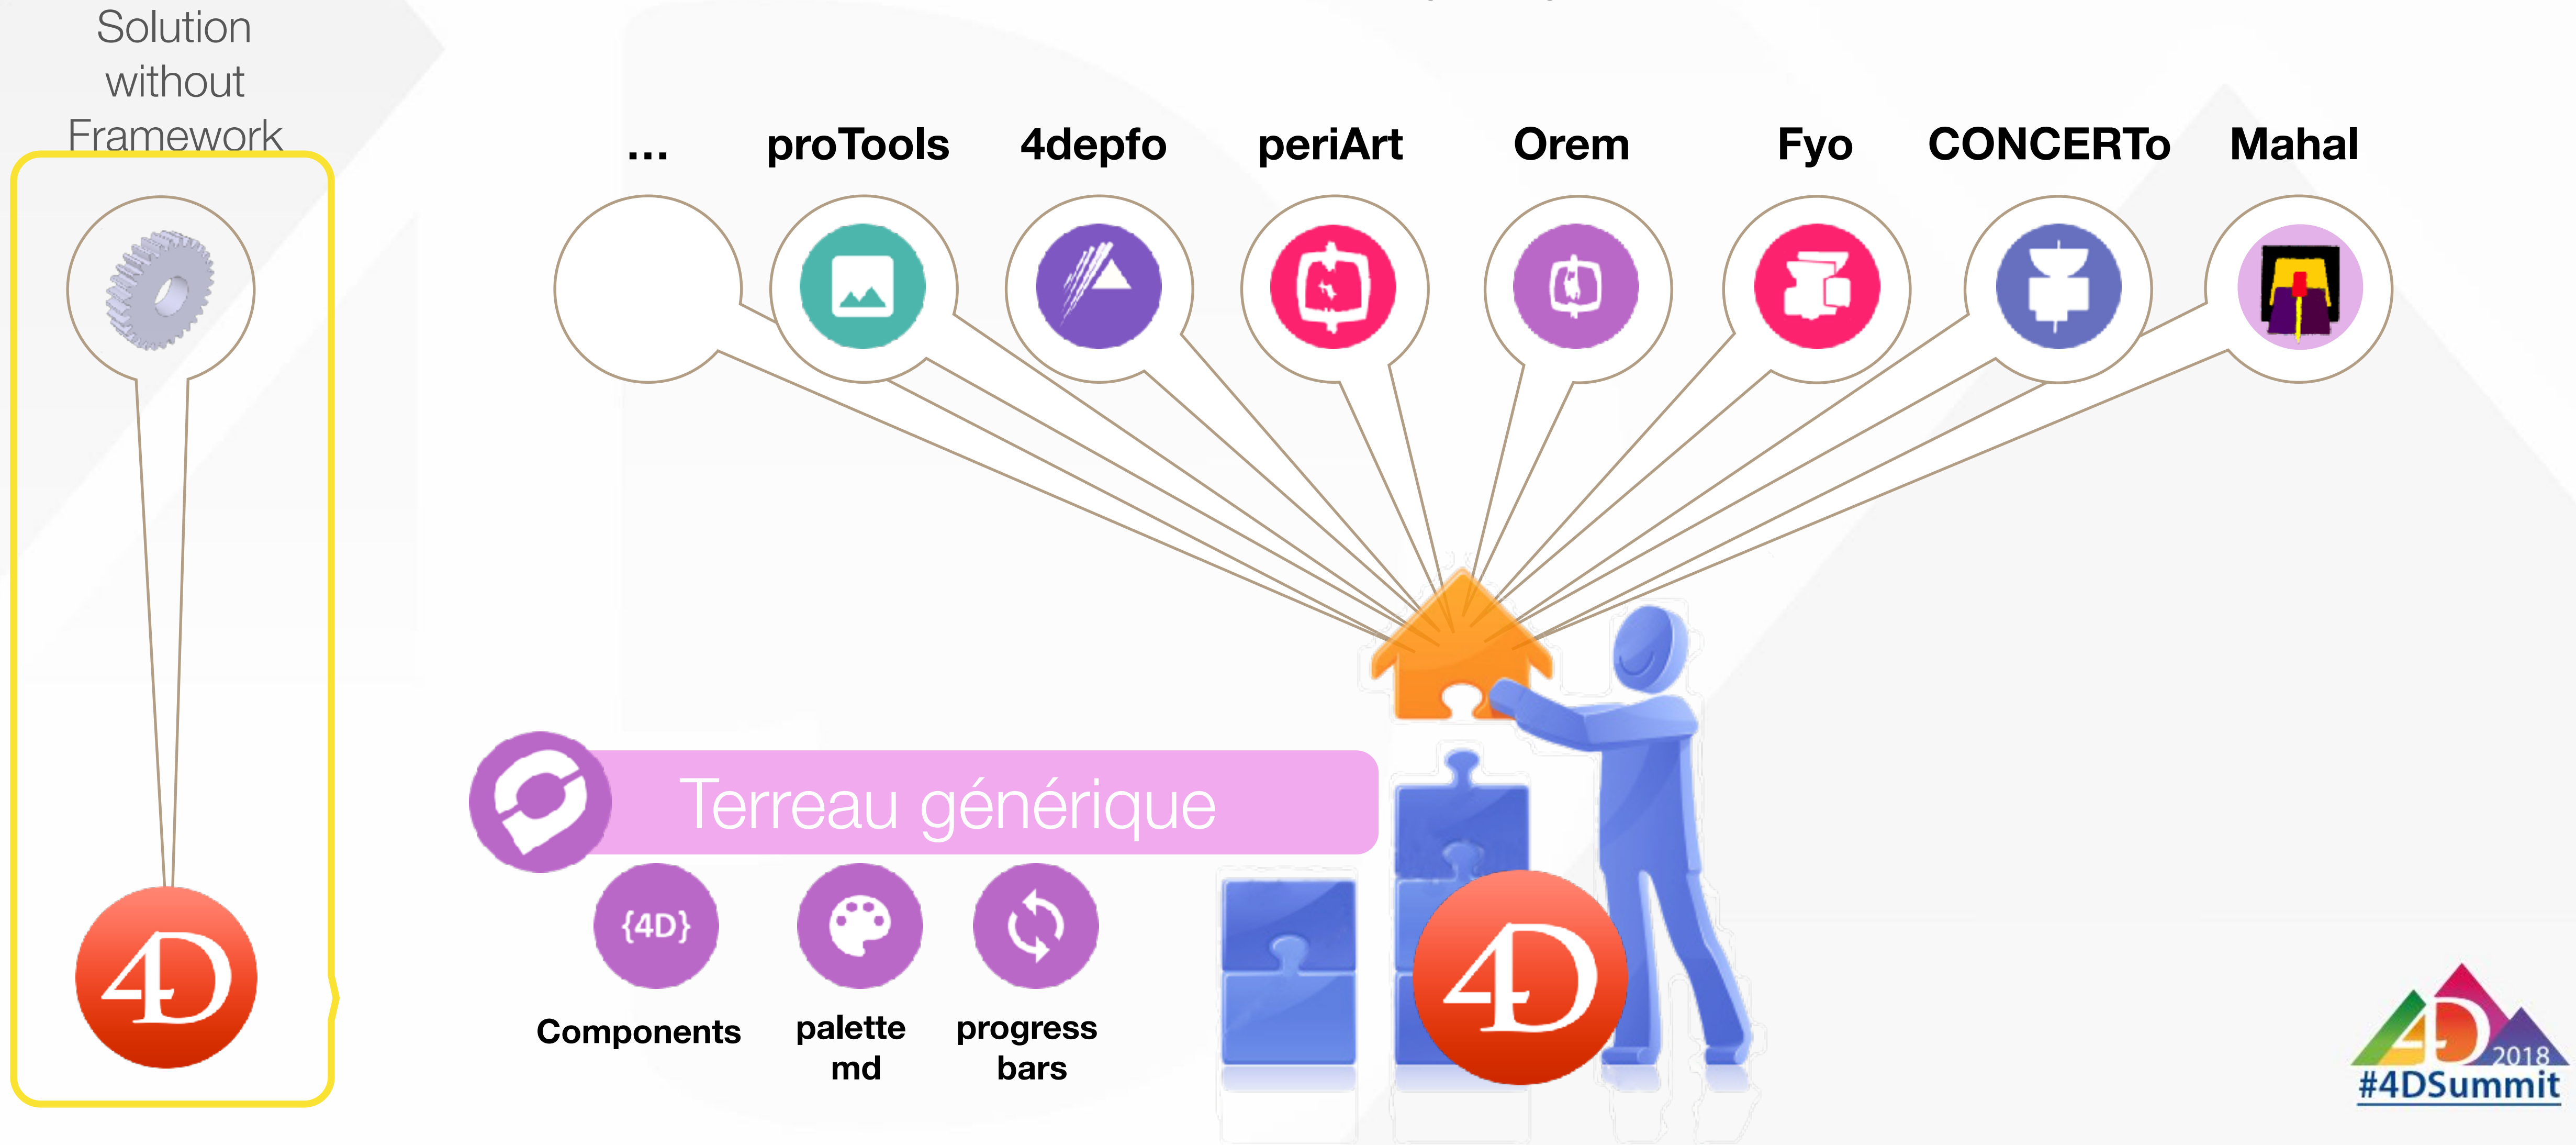 Solution
without
Framework
...
proTools
4depfo
periArt
Orem
Fyo
CONCERTo
Mahal
Terreau générique
{4D}
Components
palette
md
progress
bars
4D
4D
4D
2018
#4DSummit